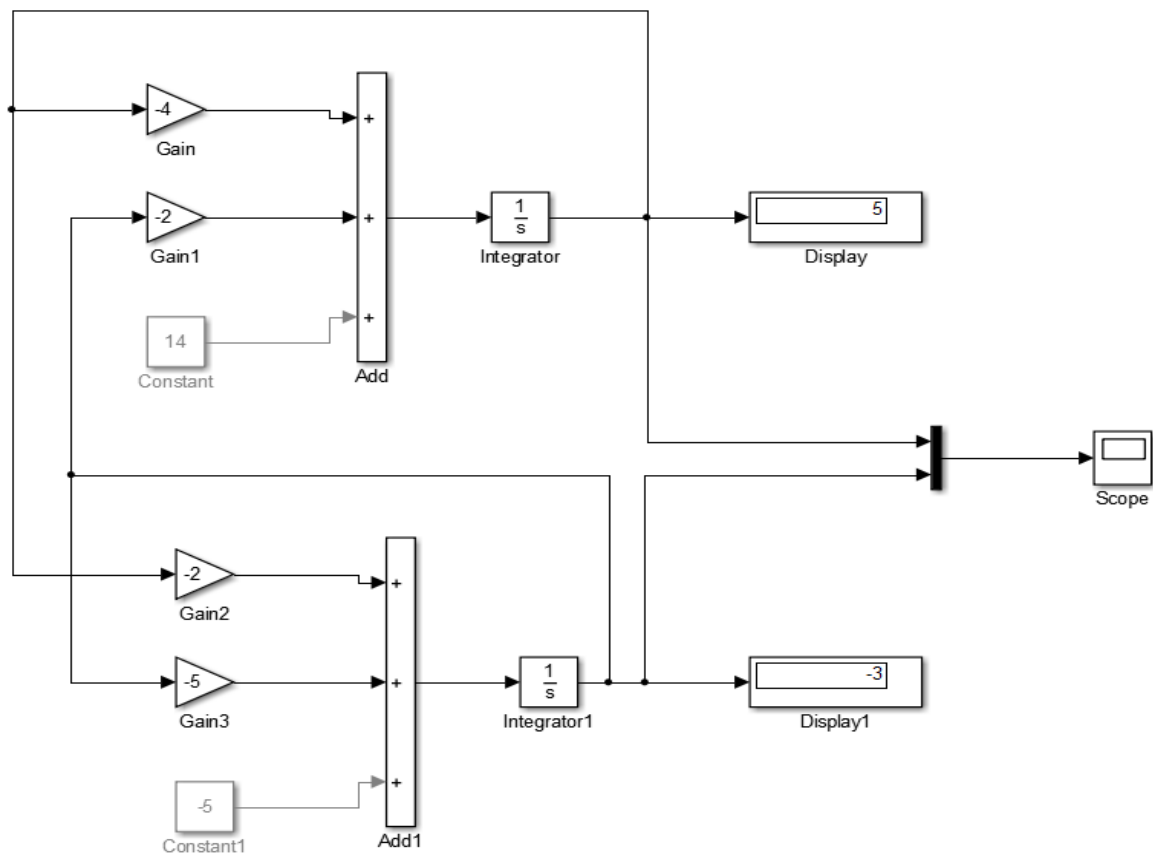 -4
+
Gain
-2
+
1
s
5
Gain1
Integrator
Display
14
+
Constant
Add
Scope
-2
+
Gain2
-5
+
1
s
-3
Gain3
Integrator1
Display1
-5
+
Constant1
Add1